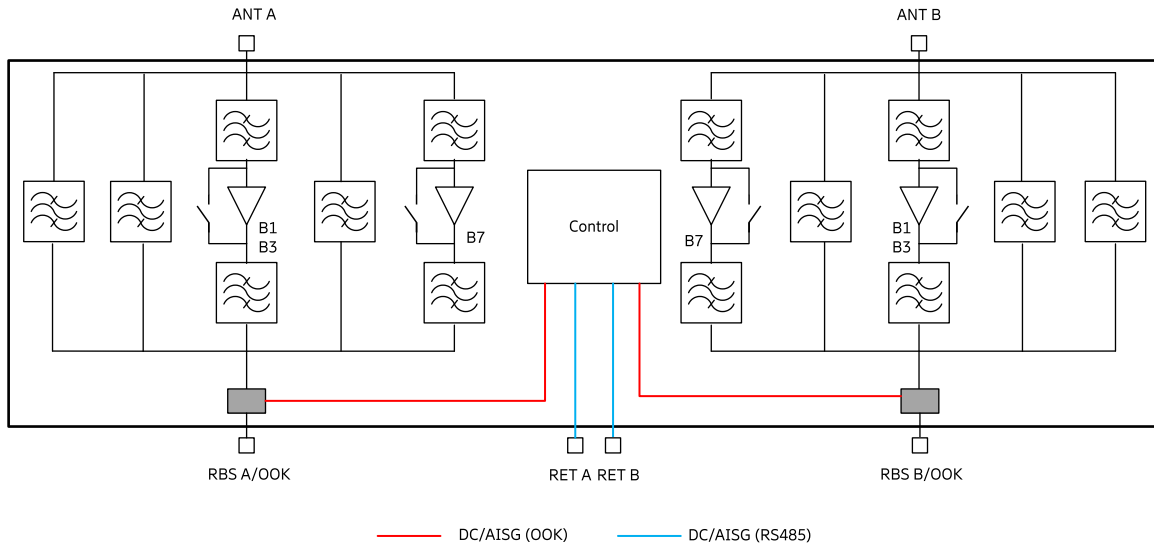 ANT A
ANT B
B1
B3
B7
Control
B7
B1
B3
RBS A/OOK
RET A
RET B
RBS B/OOK
DC/AISG (OOK)
DC/AISG (RS485)